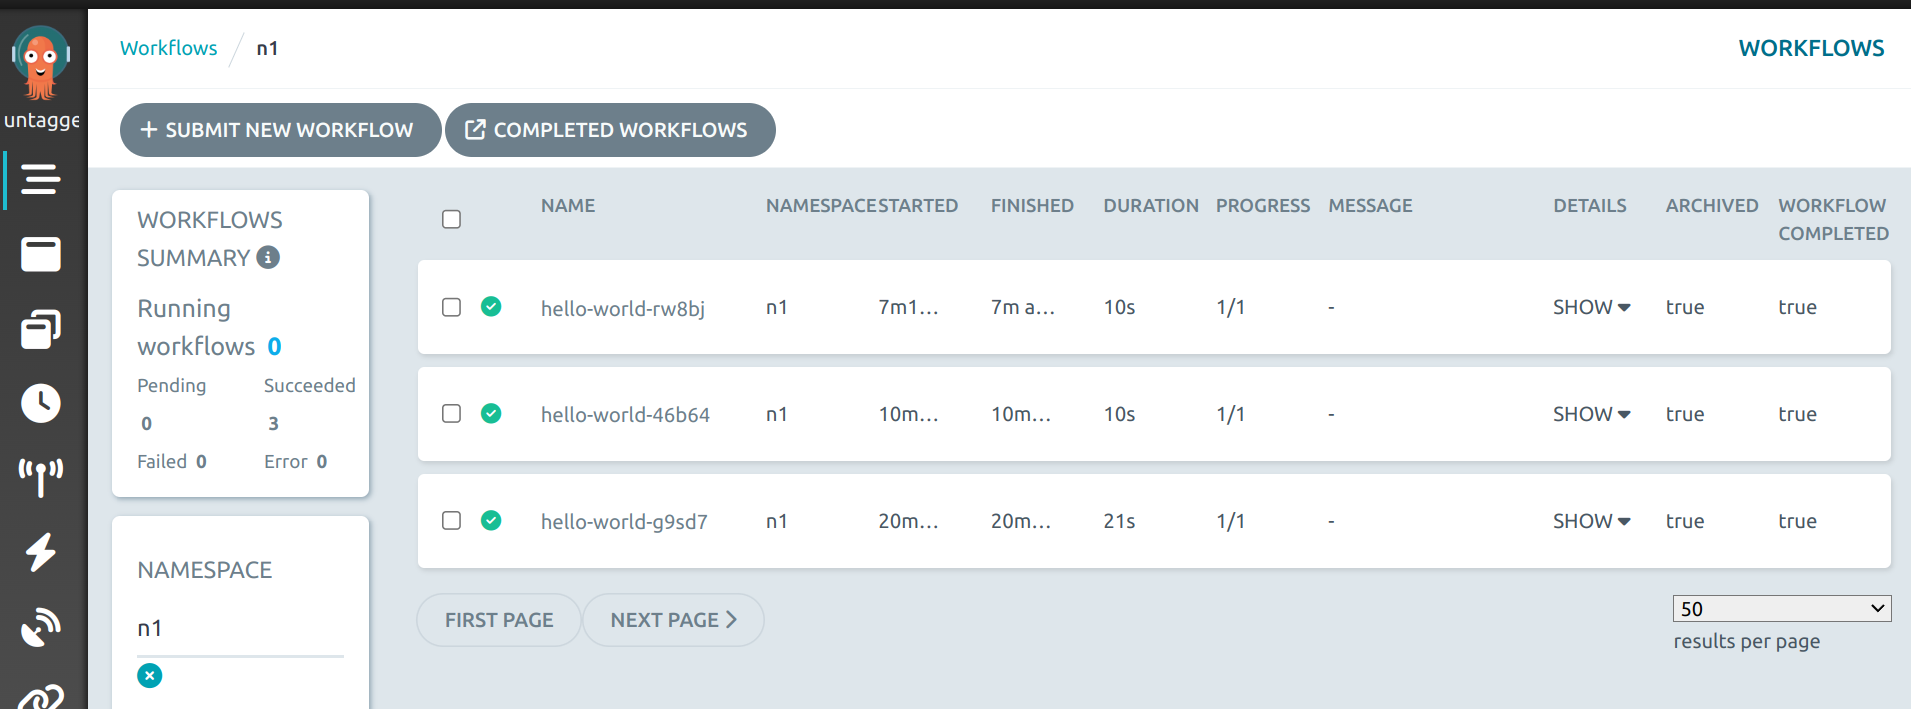 Workflows / n1
WORKFLOWS
untagge
+ SUBMIT NEW WORKFLOW
COMPLETED WORKFLOWS
WORKFLOWS
SUMMARY
Running
workflows 0
Pending Succeeded
0 3
Failed 0 Error 0
NAMESPACE
n1
NAME NAMESPACE STARTED FINISHED DURATION PROGRESS MESSAGE DETAILS ARCHIVED WORKFLOW
COMPLETED
hello-world-rw8bj n1 7m1... 7m a... 10s 1/1 - SHOW true true
hello-world-46b64 n1 10m... 10m... 10s 1/1 - SHOW true true
hello-world-g9sd7 n1 20m... 20m... 21s 1/1 - SHOW true true
FIRST PAGE NEXT PAGE
50
results per page